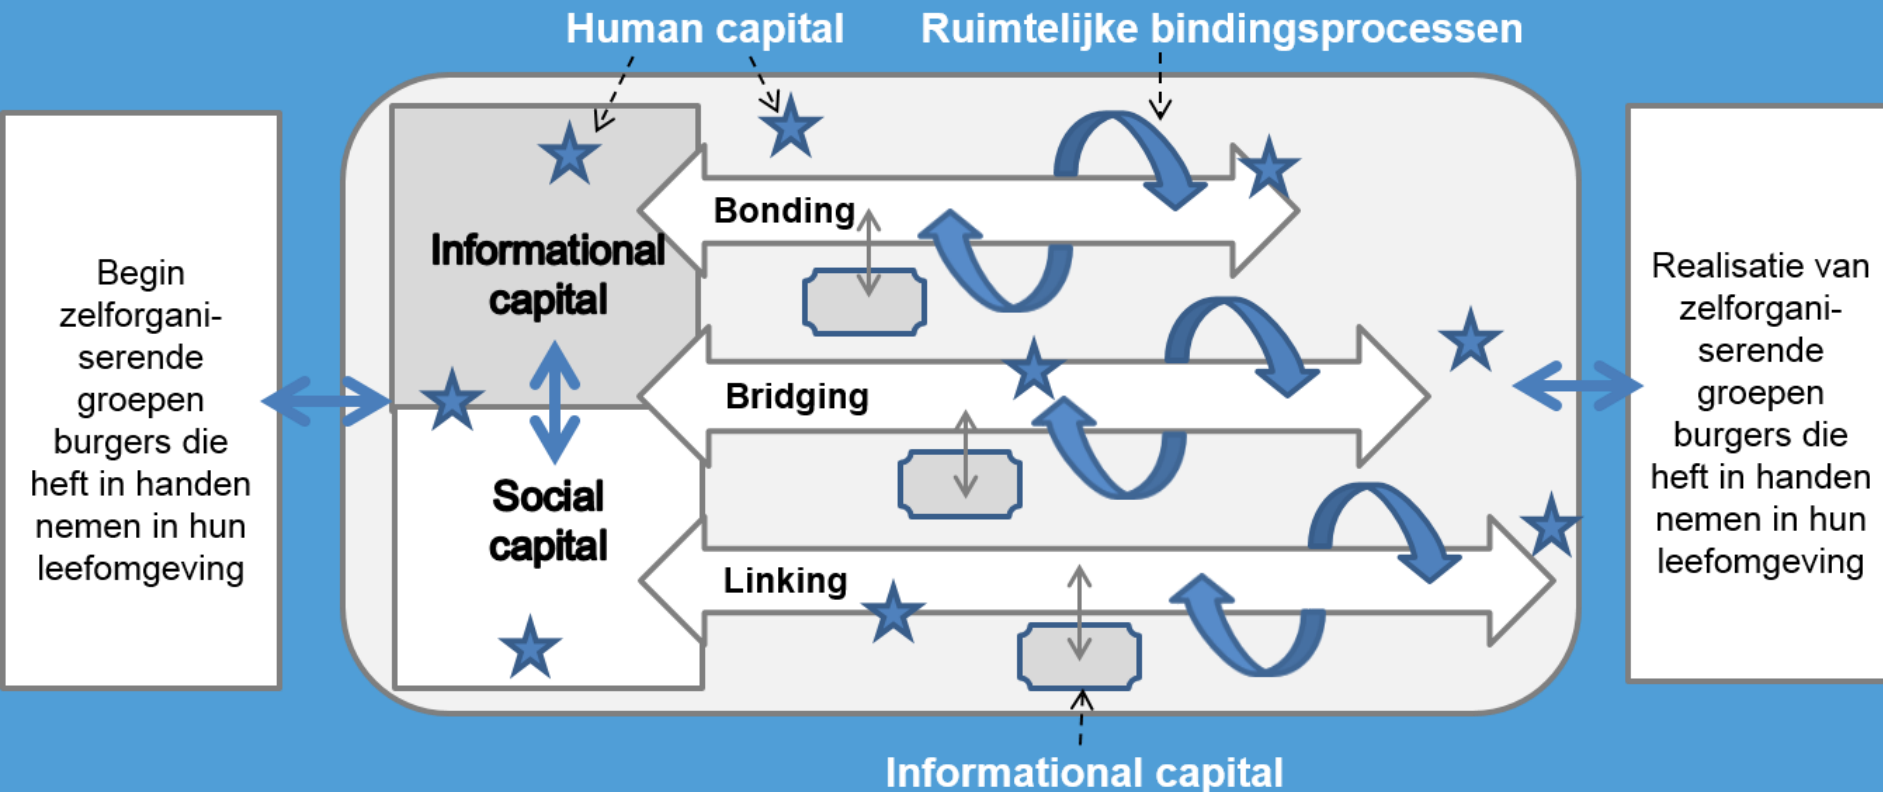 Human capital
Ruimtelijke bindingsprocessen
Begin
zelforgani-
serende
groepen
burgers die
heft in handen
nemen in hun
leefomgeving
Informational
capital
Social
capital
Bonding
Bridging
Linking
Realisatie van
zelforgani-
serende
groepen
burgers die
heft in handen
nemen in hun
leefomgeving
Informational capital